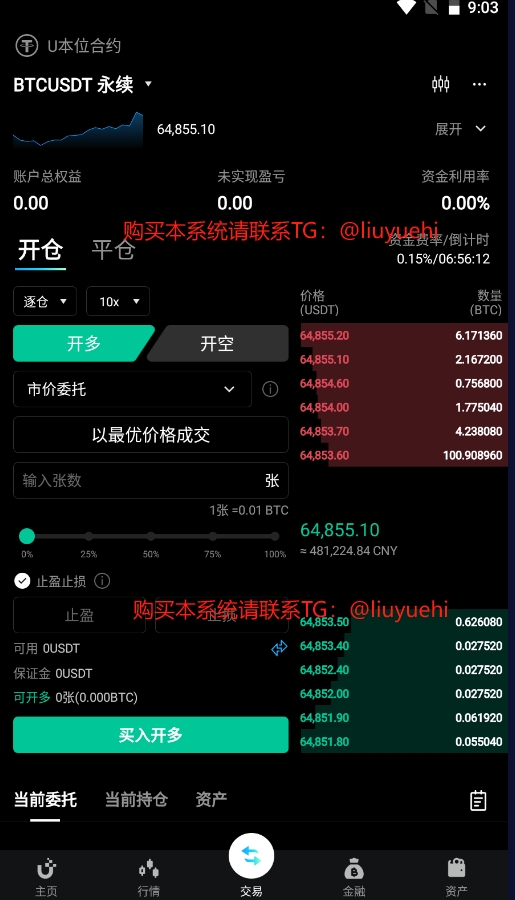 9:03
U本位合约
BTCUSDT 永续
64,855.10
展开
账户总权益 未实现盈亏 资金利用率
0.00 0.00 0.00%
购买本系统请联系TG：@liuyuehi
开仓 平仓
资金费率/倒计时
0.15%/06:56:12
逐仓 10x
价格 数量
(USDT) (BTC)
开多 开空
64,855.20 6.171360
64,855.10 2.167200
市价委托
64,854.60 0.756800
64,854.00 1.775040
以最优价格成交
64,853.70 4.238080
64,853.60 100.908960
输入张数 张
1张 =0.01 BTC
64,855.10
≈ 481,224.84 CNY
0% 25% 50% 75% 100%
止盈止损
购买本系统请联系TG：@liuyuehi
止盈 止损
64,853.50 0.626080
64,853.40 0.027520
可用 0USDT
64,852.40 0.027520
保证金 0USDT
64,852.00 0.027520
可开多 0张(0.000BTC)
64,851.90 0.061920
买入开多
64,851.80 0.055040
当前委托 当前持仓 资产
主页 行情 交易 金融 资产